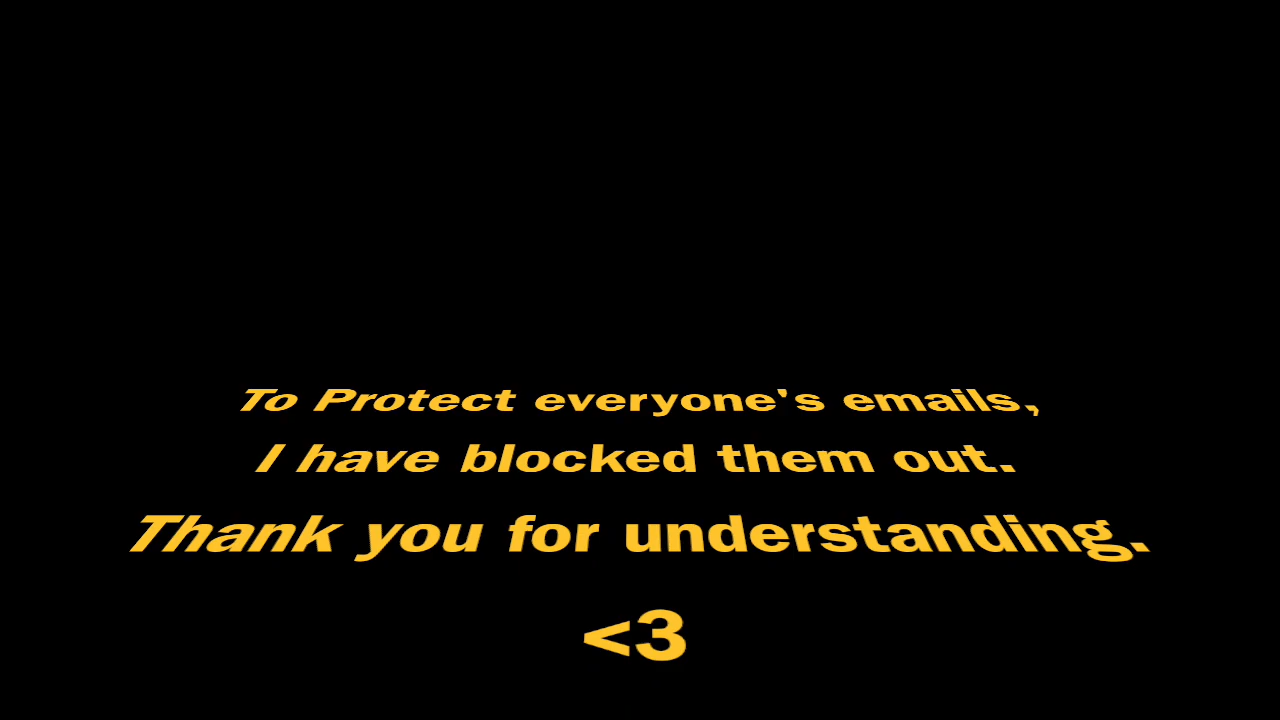 To Protect everyone's emails,
I have blocked them out.
Thank you for understanding.
<3